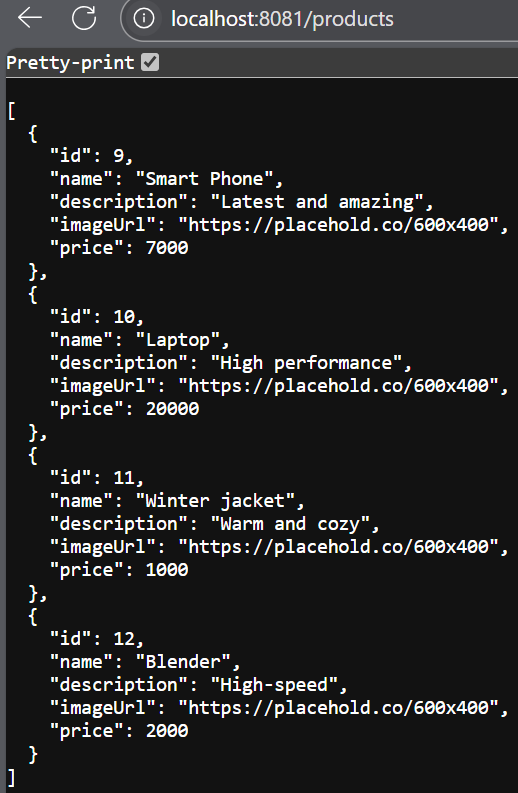 localhost:8081/products
Pretty-print
[
  {
    "id": 9,
    "name": "Smart Phone",
    "description": "Latest and amazing",
    "imageUrl": "https://placehold.co/600x400",
    "price": 7000
  },
  {
    "id": 10,
    "name": "Laptop",
    "description": "High performance",
    "imageUrl": "https://placehold.co/600x400",
    "price": 20000
  },
  {
    "id": 11,
    "name": "Winter jacket",
    "description": "Warm and cozy",
    "imageUrl": "https://placehold.co/600x400",
    "price": 1000
  },
  {
    "id": 12,
    "name": "Blender",
    "description": "High-speed",
    "imageUrl": "https://placehold.co/600x400",
    "price": 2000
  }
]